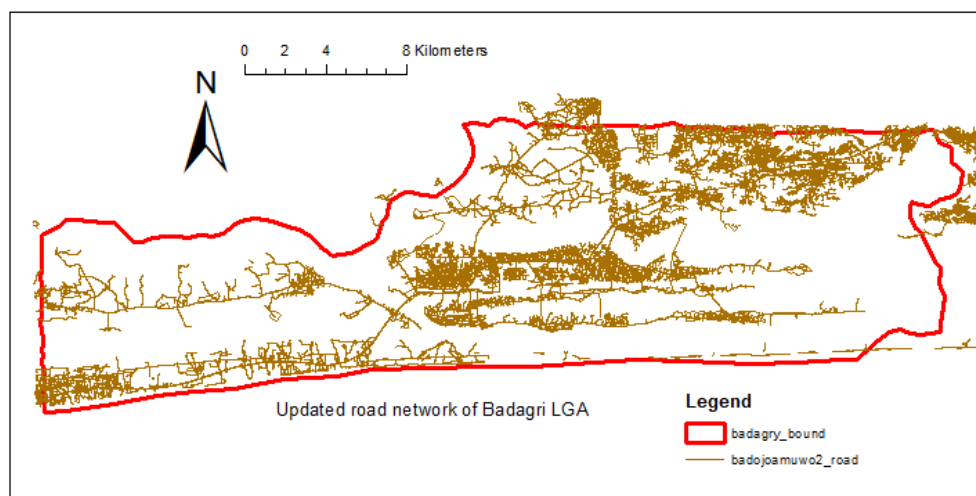 0 2 4 8 Kilometers
N
Updated road network of Badagri LGA
Legend
badagry_bound
badojoamuwo2_road